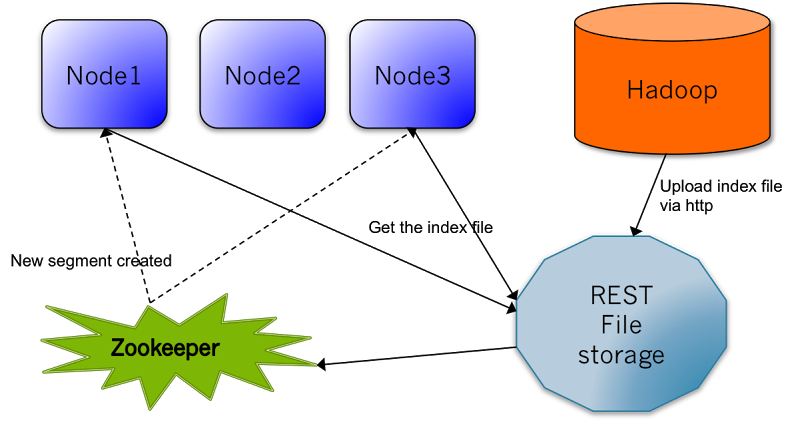 Node1
Node2
Node3
Hadoop
Upload index file
via http
Get the index file
New segment created
REST
File
storage
Zookeeper